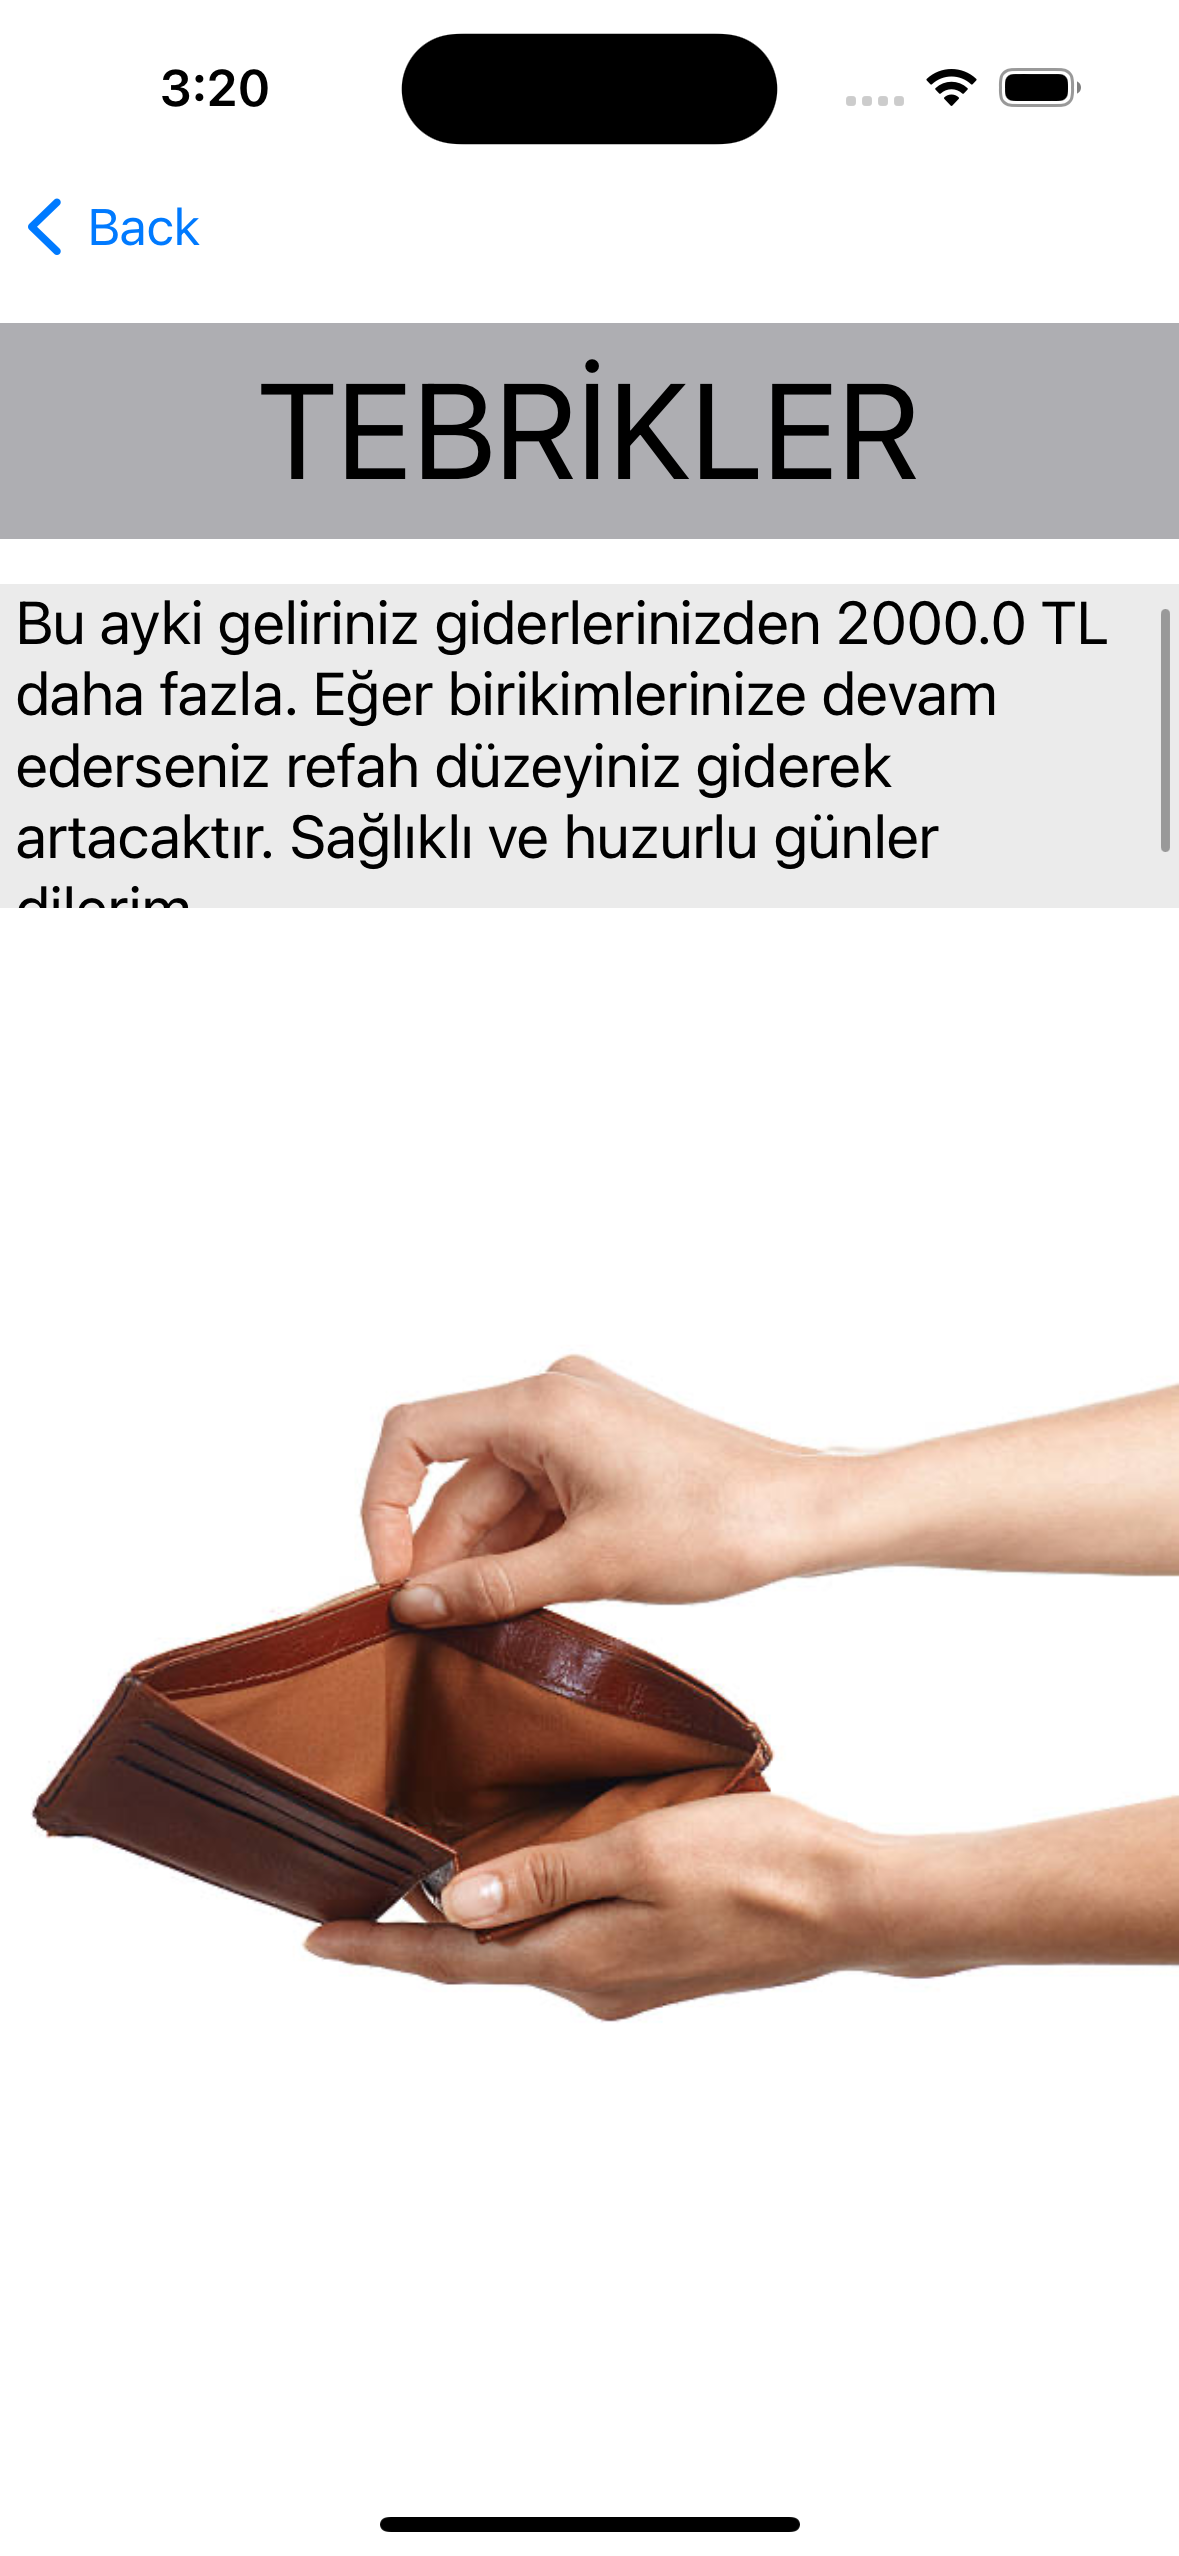 3:20
Back
TEBRİKLER
Bu ayki geliriniz giderlerinizden 2000.0 TL
daha fazla. Eğer birikimlerinize devam
ederseniz refah düzeyiniz giderek
artacaktır. Sağlıklı ve huzurlu günler
dilerim